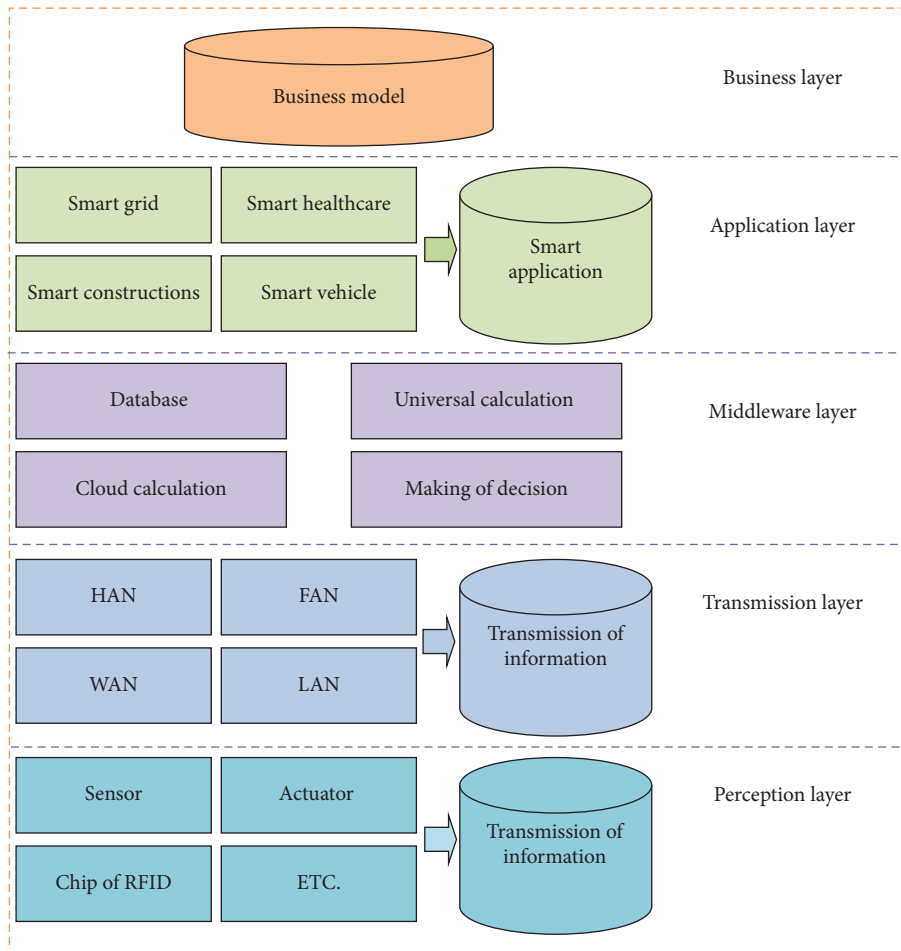 Business model
Business layer
Smart grid
Smart healthcare
Smart constructions
Smart vehicle
Smart
application
Application layer
Database
Universal calculation
Cloud calculation
Making of decision
Middleware layer
HAN
FAN
WAN
LAN
Transmission of
information
Transmission layer
Sensor
Actuator
Chip of RFID
ETC.
Transmission of
information
Perception layer